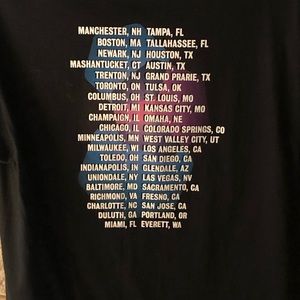 MANCHESTER, NH TAMPA, FL
BOSTON, MA TALLAHASSEE, FL
NEWARK, NJ HOUSTON, TX
MASHANTUCKET, CT AUSTIN, TX
TRENTON, NJ GRAND PRARIE, TX
TORONTO, ON TULSA, OK
COLUMBUS, OH ST. LOUIS, MO
DETROIT, MI KANSAS CITY, MO
CHAMPAIGN, IL OMAHA, NE
CHICAGO, IL COLORADO SPRINGS, CO
MINNEAPOLIS, MN WEST VALLEY CITY, UT
MILWAUKEE, WI LOS ANGELES, CA
TOLEDO, OH SAN DIEGO, CA
INDIANAPOLIS, IN GLENDALE, AZ
UNIONDALE, NY LAS VEGAS, NV
BALTIMORE, MD SACRAMENTO, CA
RICHMOND, VA FRESNO, CA
CHARLOTTE, NC SAN JOSE, CA
DULUTH, GA PORTLAND, OR
MIAMI, FL EVERETT, WA